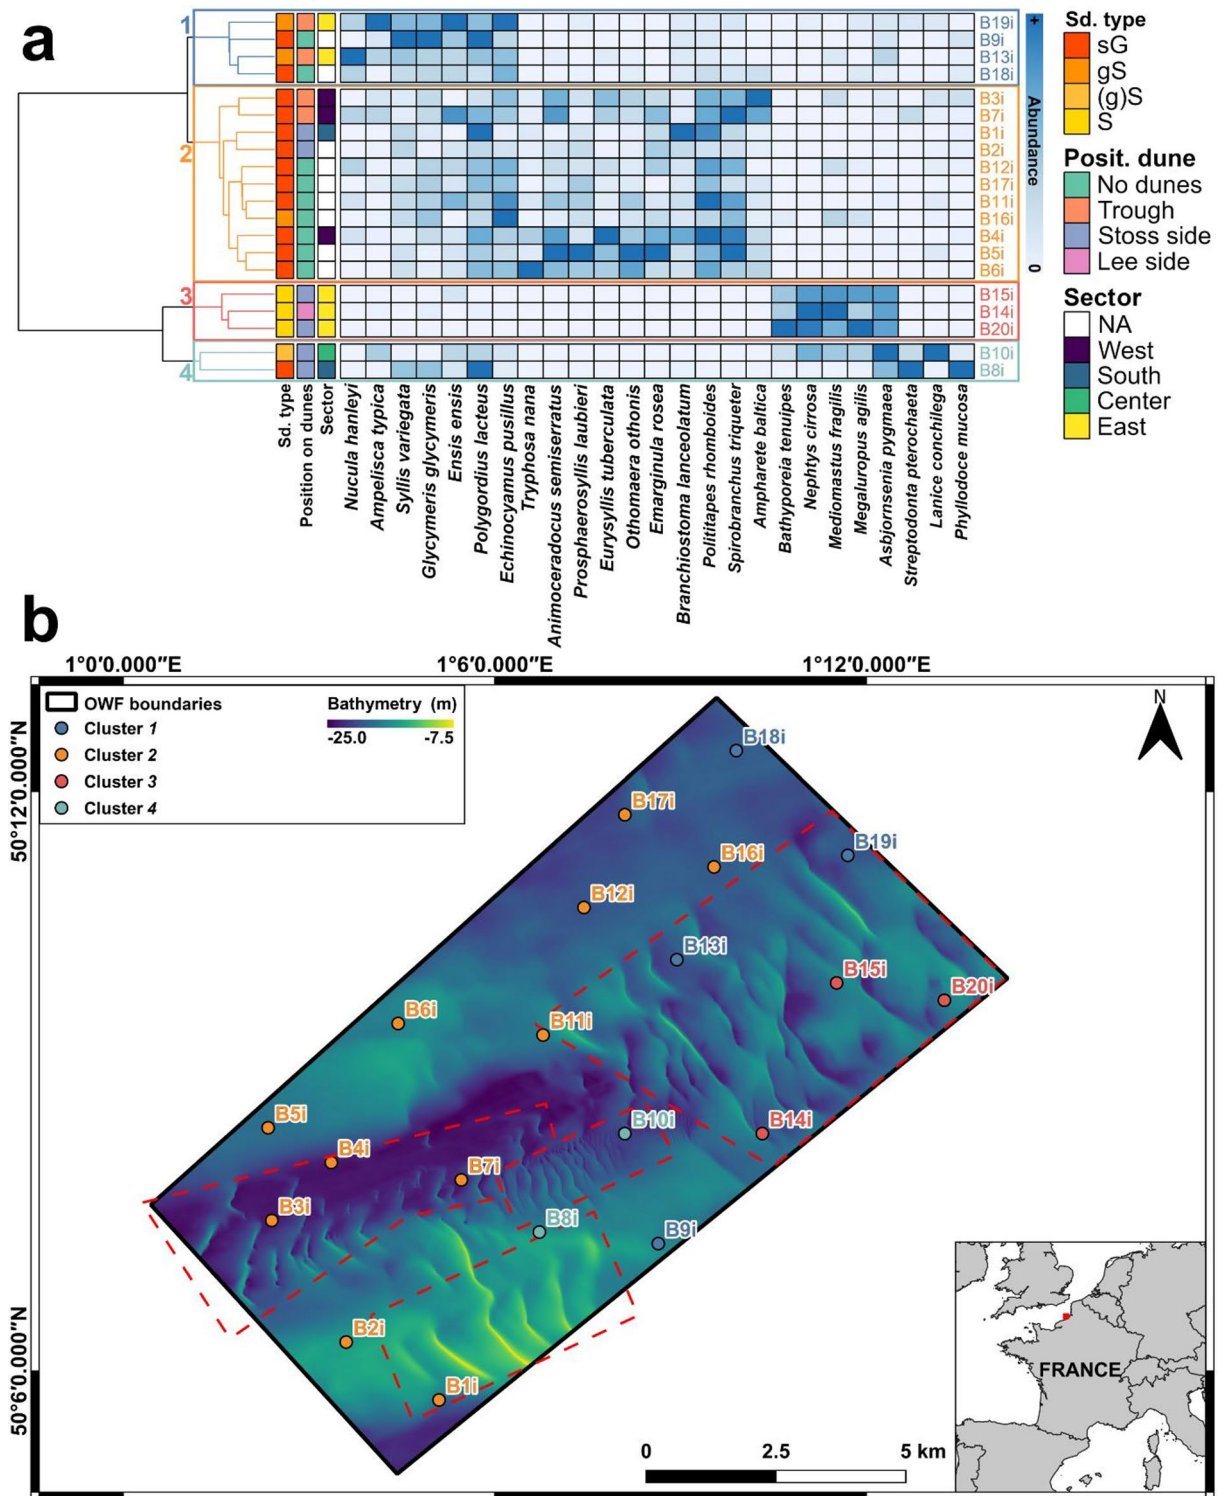 a
1
2
3
4
B19i
B9i
B13i
B18i
B3i
B7i
B1i
B2i
B12i
B17i
B11i
B16i
B4i
B5i
B6i
B15i
B14i
B20i
B10i
B8i
+
Abundance
0
Sd. type
sG
gS
(g)S
S
Posit. dune
No dunes
Trough
Stoss side
Lee side
Sector
NA
West
South
Center
East
Sd. type
Position on dunes
Sector
Nucula hanleyi
Ampelisca typica
Syllis variegata
Glycymeris glycymeris
Ensis ensis
Polygordius lacteus
Echinocyamus pusillus
Tryphosa nana
Animoceradocus semiserratus
Prosphaerosyllis laubieri
Eurysyllis tuberculata
Othomaera othonis
Emarginula rosea
Branchiostoma lanceolatum
Polititapes rhomboides
Spirobranchus triqueter
Ampharete baltica
Bathyporeia tenuipes
Nephtys cirrosa
Mediomastus fragilis
Megaluropus agilis
Asbjornsenia pygmaea
Streptodonta pterochaeta
Lanice conchilega
Phyllodoce mucosa
b
1°0'0.000"E
1°6'0.000"E
1°12'0.000"E
50°12'0.000"N
50°6'0.000"N
OWF boundaries
Cluster 1
Cluster 2
Cluster 3
Cluster 4
Bathymetry (m)
-25.0
-7.5
N
B18i
B17i
B19i
B16i
B12i
B13i
B15i
B20i
B6i
B11i
B5i
B10i
B14i
B4i
B7i
B3i
B8i
B9i
B2i
B1i
FRANCE
0
2.5
5 km